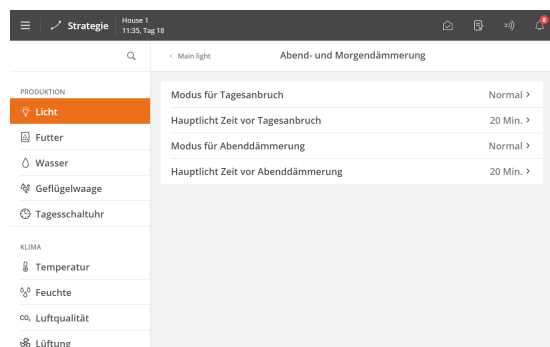 Strategie
House 1
11:35, Tag 18
8
Main light
Abend- und Morgendämmerung
PRODUKTION
Licht
Futter
Wasser
Geflügelwaage
Tagesschaltuhr
KLIMA
Temperatur
Feuchte
CO₂ Luftqualität
Lüftung
Modus für Tagesanbruch Normal
Hauptlicht Zeit vor Tagesanbruch 20 Min.
Modus für Abenddämmerung Normal
Hauptlicht Zeit vor Abenddämmerung 20 Min.